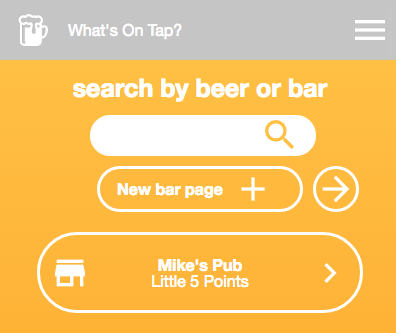 What's On Tap?
search by beer or bar
New bar page
Mike's Pub
Little 5 Points